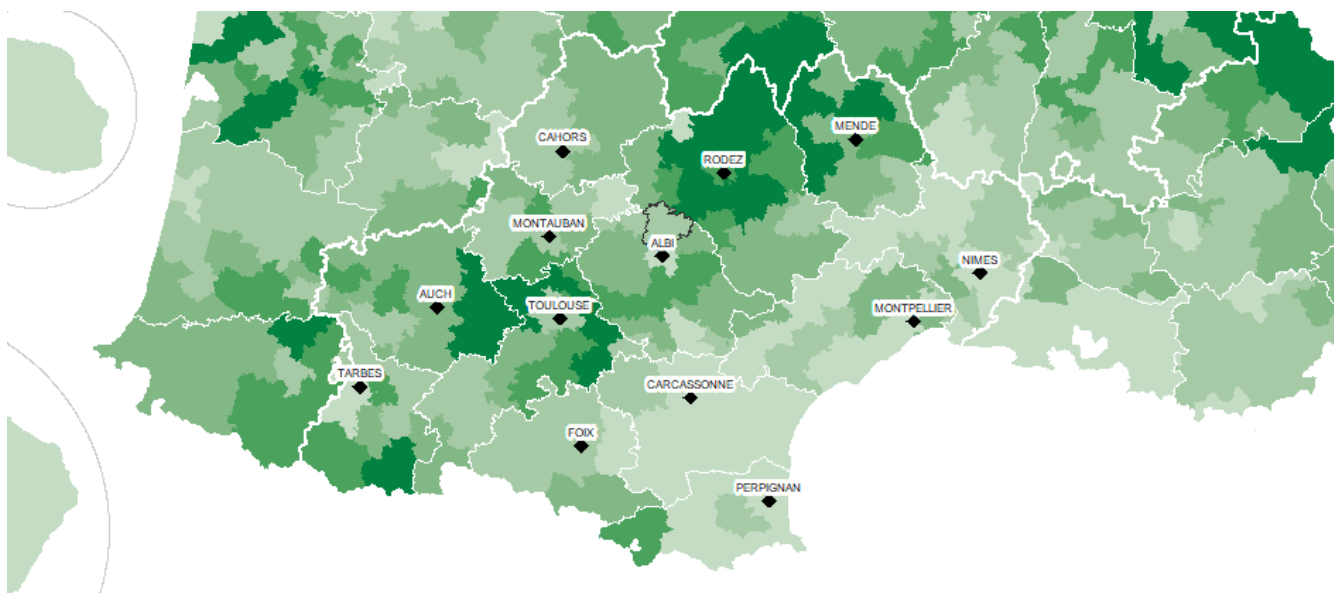 MENDE
CAHORS
RODEZ
MONTAUBAN
ALBI
NIMES
AUCH
TOULOUSE
MONTPELLIER
TARBES
CARCASSONNE
FOIX
PERPIGNAN